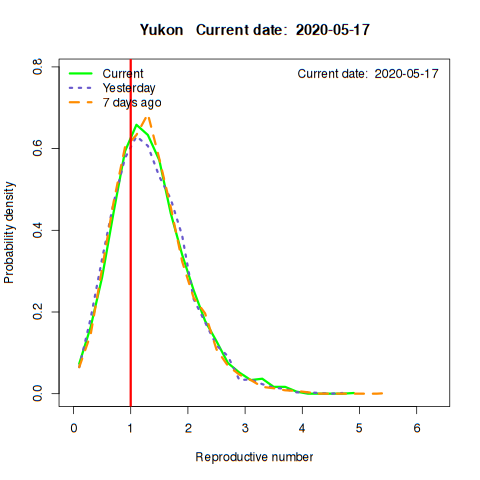 Yukon Current date: 2020-05-17
Current Current date: 2020-05-17
Yesterday
7 days ago
Probability density
0.8
0.6
0.4
0.2
0.0
0 1 2 3 4 5 6
Reproductive number